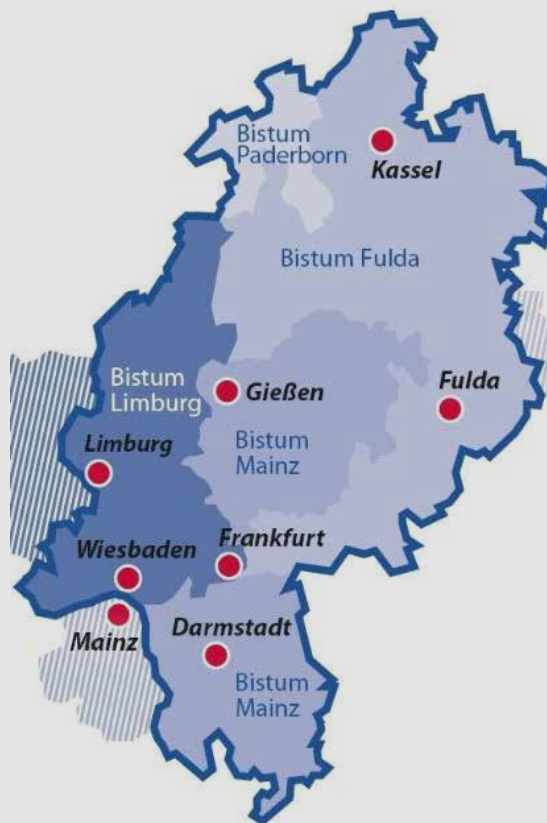 Bistum
Paderborn
Kassel
Bistum Fulda
Bistum
Limburg
Gießen
Fulda
Bistum
Mainz
Limburg
Wiesbaden
Frankfurt
Mainz
Darmstadt
Bistum
Mainz